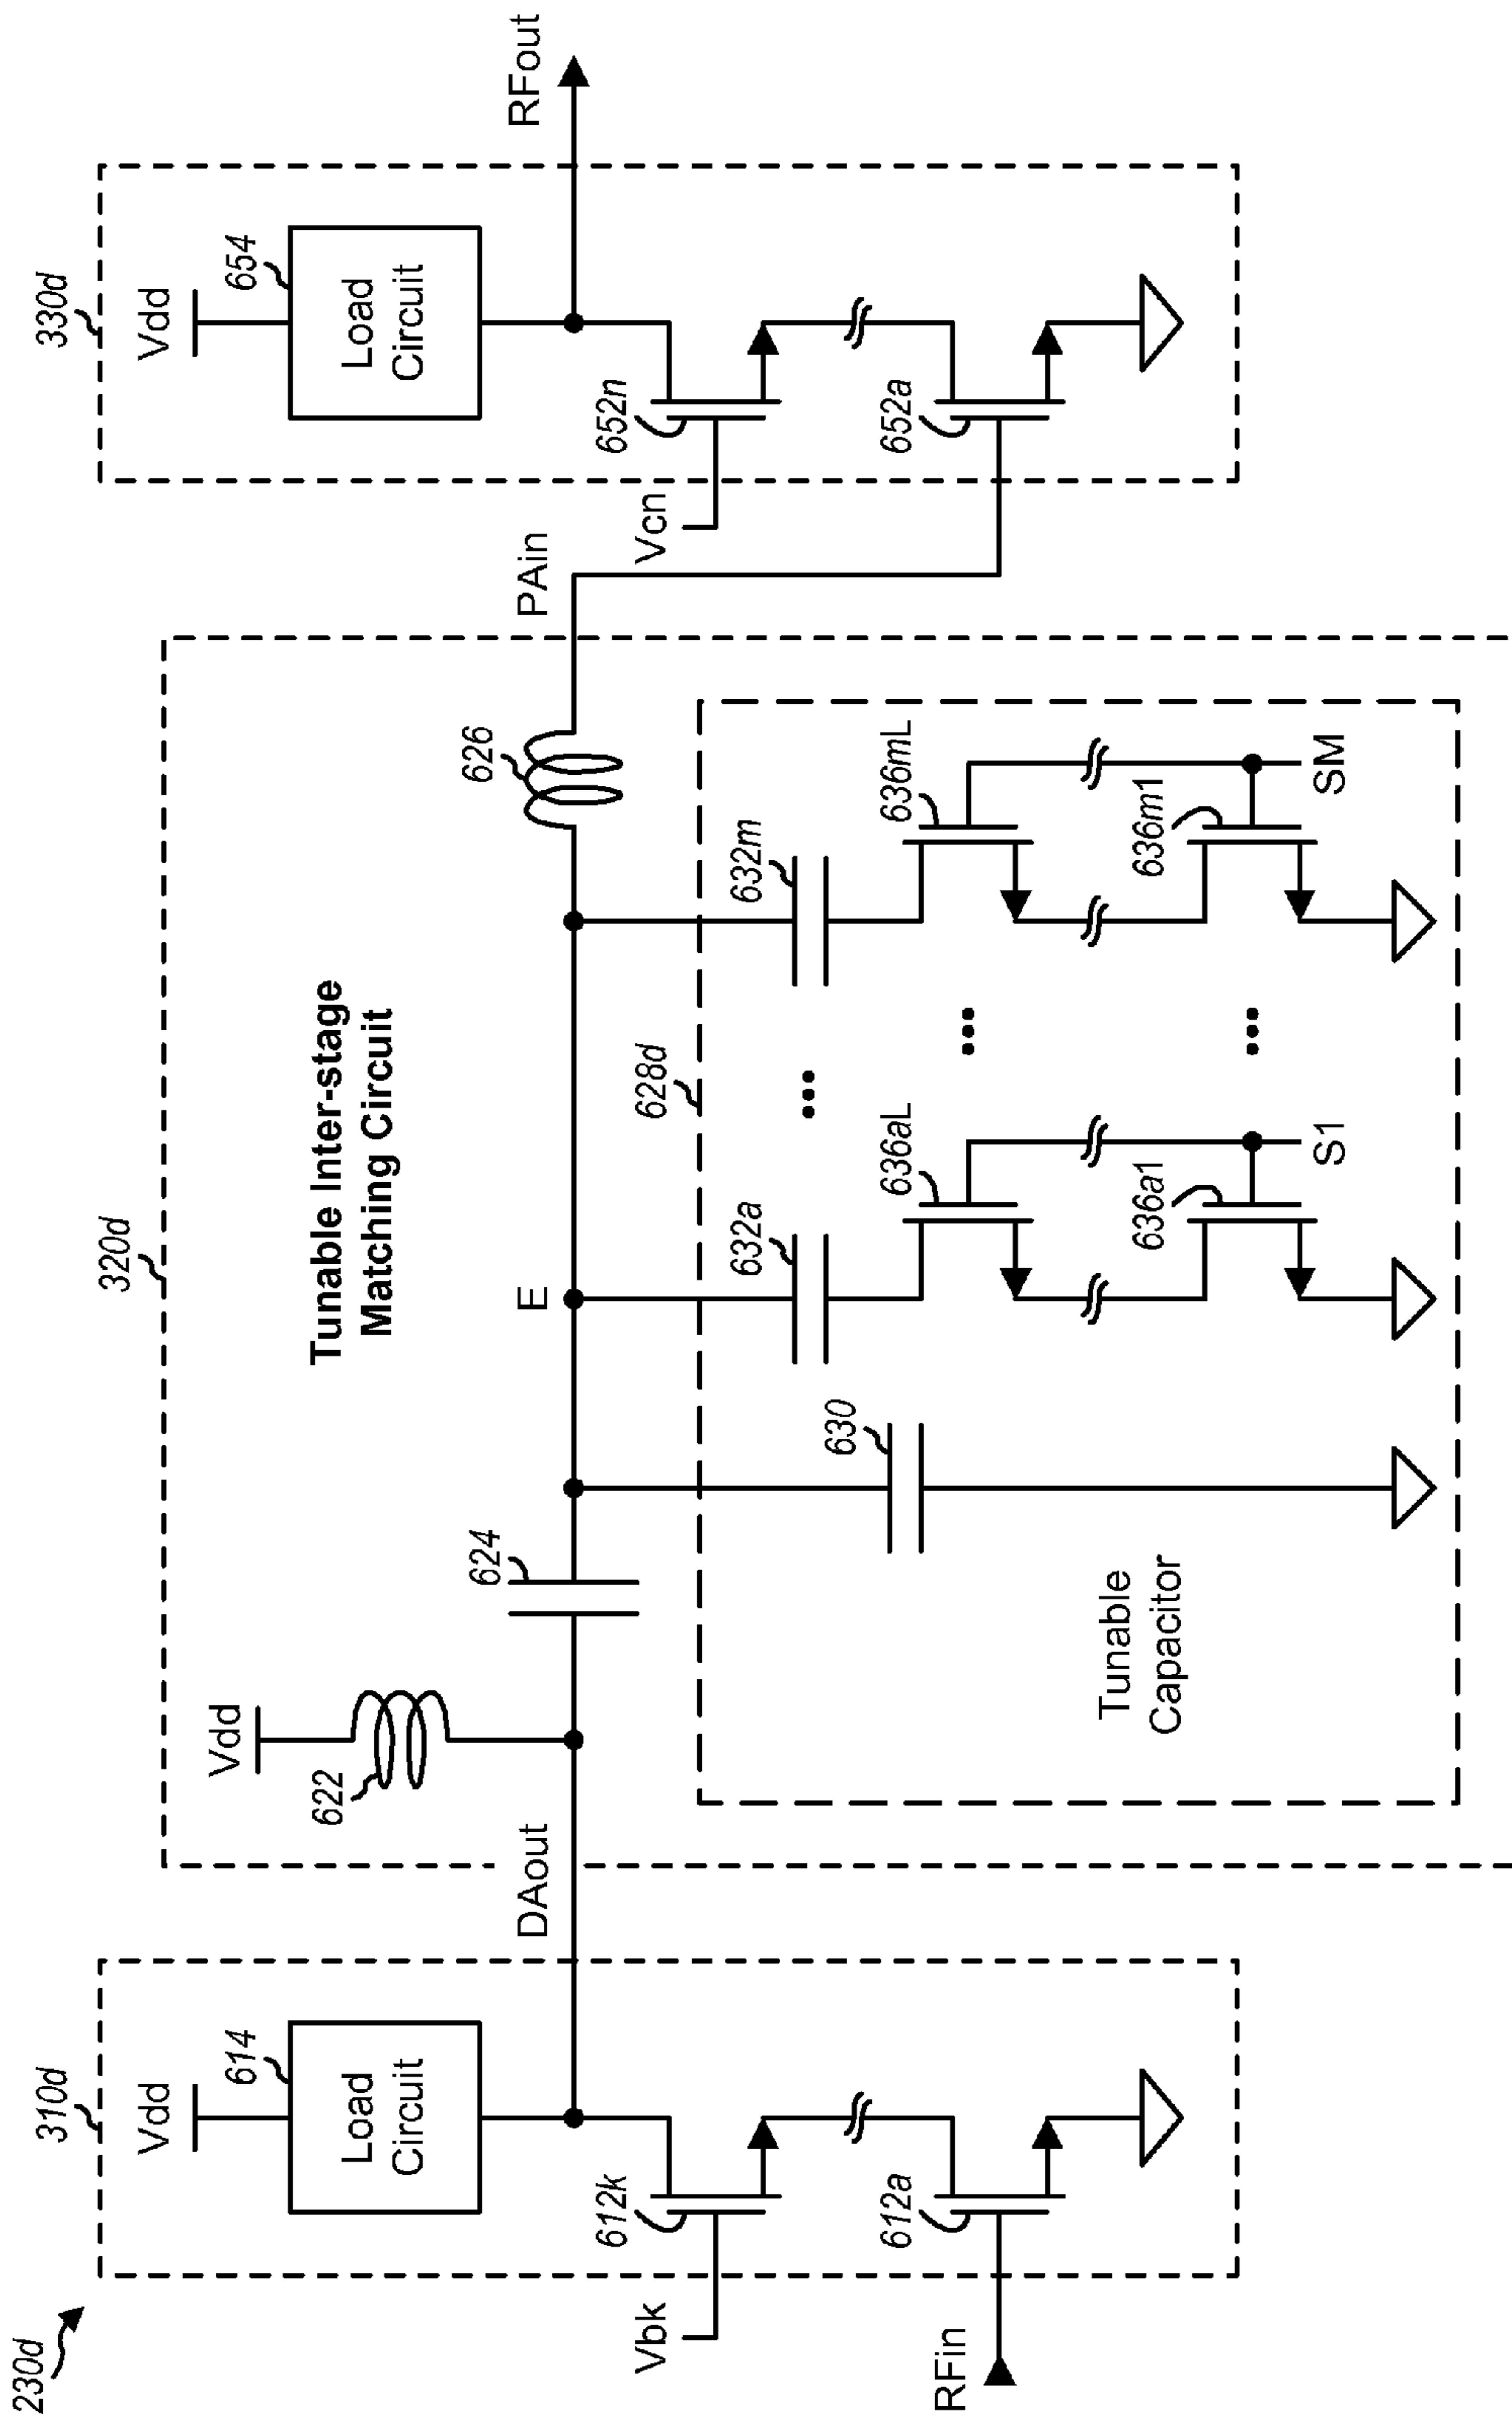 230d
310d
Vdd
614
Load
Circuit
612k
Vbk
612a
RFin
DAout
320d
Tunable Inter-stage
Matching Circuit
Vdd
622
624
E
626
PAin
628d
630
632a
632m
636aL
636mL
636a1
636m1
S1
SM
Tunable
Capacitor
330d
Vdd
654
Load
Circuit
RFout
652n
Vcn
652a